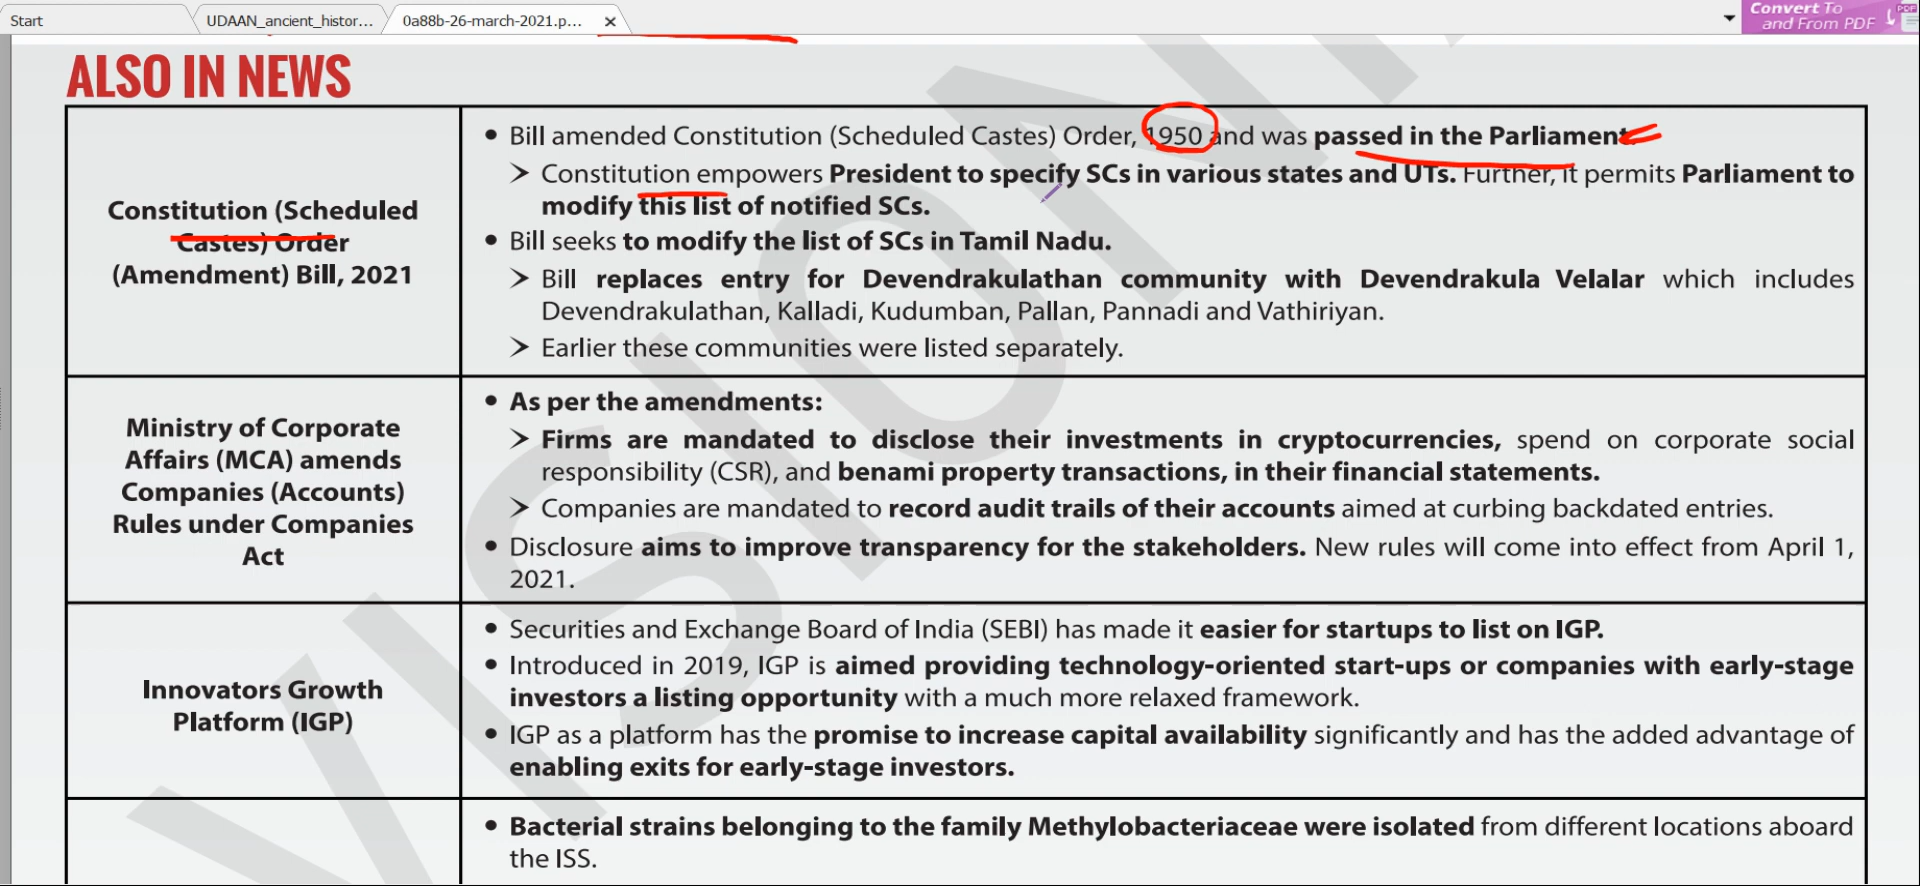 Start
UDAAN_ancient_histor...
0a88b-26-march-2021.p...
Convert To
and From PDF
PDF
ALSO IN NEWS
Constitution (Scheduled
Castes) Order
(Amendment) Bill, 2021
• Bill amended Constitution (Scheduled Castes) Order, 1950 and was passed in the Parliament.
➤ Constitution empowers President to specify SCs in various states and UTs. Further, it permits Parliament to
modify this list of notified SCs.
• Bill seeks to modify the list of SCs in Tamil Nadu.
➤ Bill replaces entry for Devendrakulathan community with Devendrakula Velalar which includes
Devendrakulathan, Kalladi, Kudumban, Pallan, Pannadi and Vathiriyan.
➤ Earlier these communities were listed separately.
Ministry of Corporate
Affairs (MCA) amends
Companies (Accounts)
Rules under Companies
Act
• As per the amendments:
➤ Firms are mandated to disclose their investments in cryptocurrencies, spend on corporate social
responsibility (CSR), and benami property transactions, in their financial statements.
➤ Companies are mandated to record audit trails of their accounts aimed at curbing backdated entries.
• Disclosure aims to improve transparency for the stakeholders. New rules will come into effect from April 1,
2021.
Innovators Growth
Platform (IGP)
• Securities and Exchange Board of India (SEBI) has made it easier for startups to list on IGP.
• Introduced in 2019, IGP is aimed providing technology-oriented start-ups or companies with early-stage
investors a listing opportunity with a much more relaxed framework.
• IGP as a platform has the promise to increase capital availability significantly and has the added advantage of
enabling exits for early-stage investors.
• Bacterial strains belonging to the family Methylobacteriaceae were isolated from different locations aboard
the ISS.
VISION